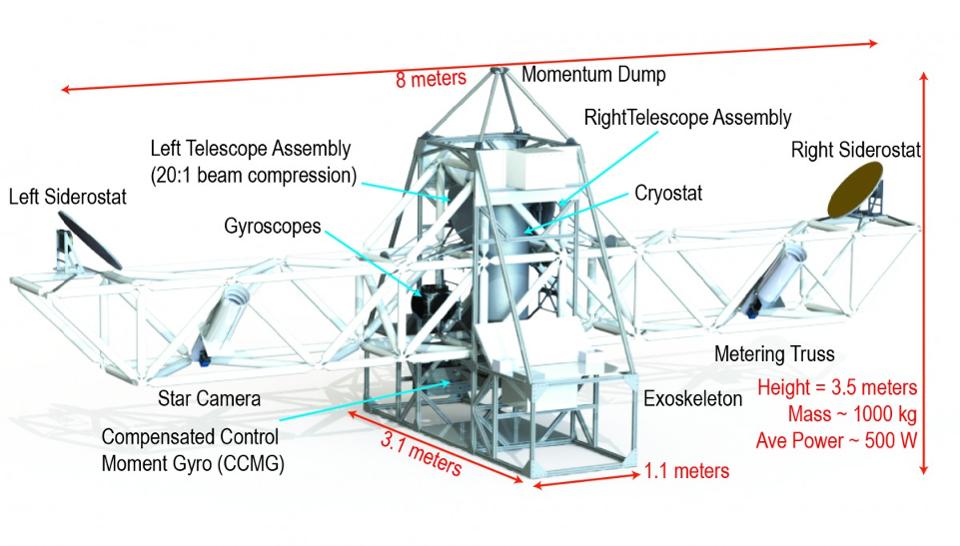 8 meters
Momentum Dump
RightTelescope Assembly
Left Telescope Assembly
(20:1 beam compression)
Right Siderostat
Left Siderostat
Cryostat
Gyroscopes
Metering Truss
Star Camera
Exoskeleton
Height = 3.5 meters
Mass ~ 1000 kg
Ave Power ~ 500 W
Compensated Control
Moment Gyro (CCMG)
3.1 meters
1.1 meters